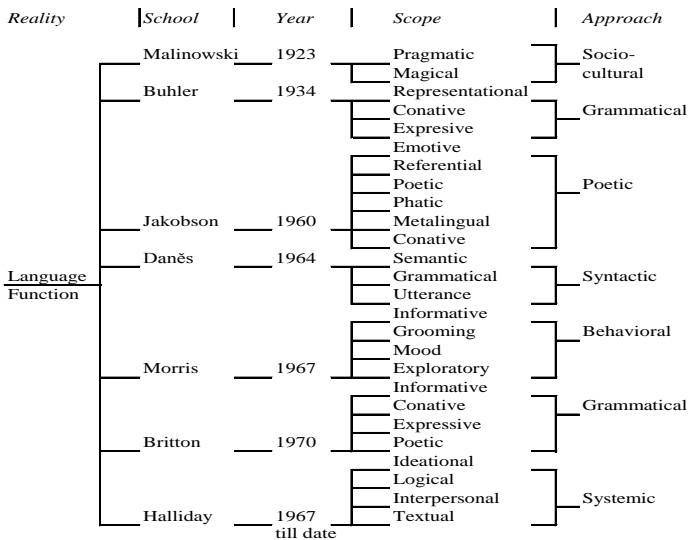 Reality School Year Scope Approach
Malinowski 1923 Pragmatic Socio-
Magical cultural
Buhler 1934 Representational
Conative Grammatical
Expresive
Emotive
Referential
Poetic Poetic
Phatic
Jakobson 1960 Metalingual
Conative
Daněs 1964 Semantic
Language Grammatical Syntactic
Function Utterance
Informative
Grooming Behavioral
Mood
Morris 1967 Exploratory
Informative
Conative Grammatical
Expressive
Britton 1970 Poetic
Ideational
Logical
Interpersonal Systemic
Halliday 1967 Textual
till date